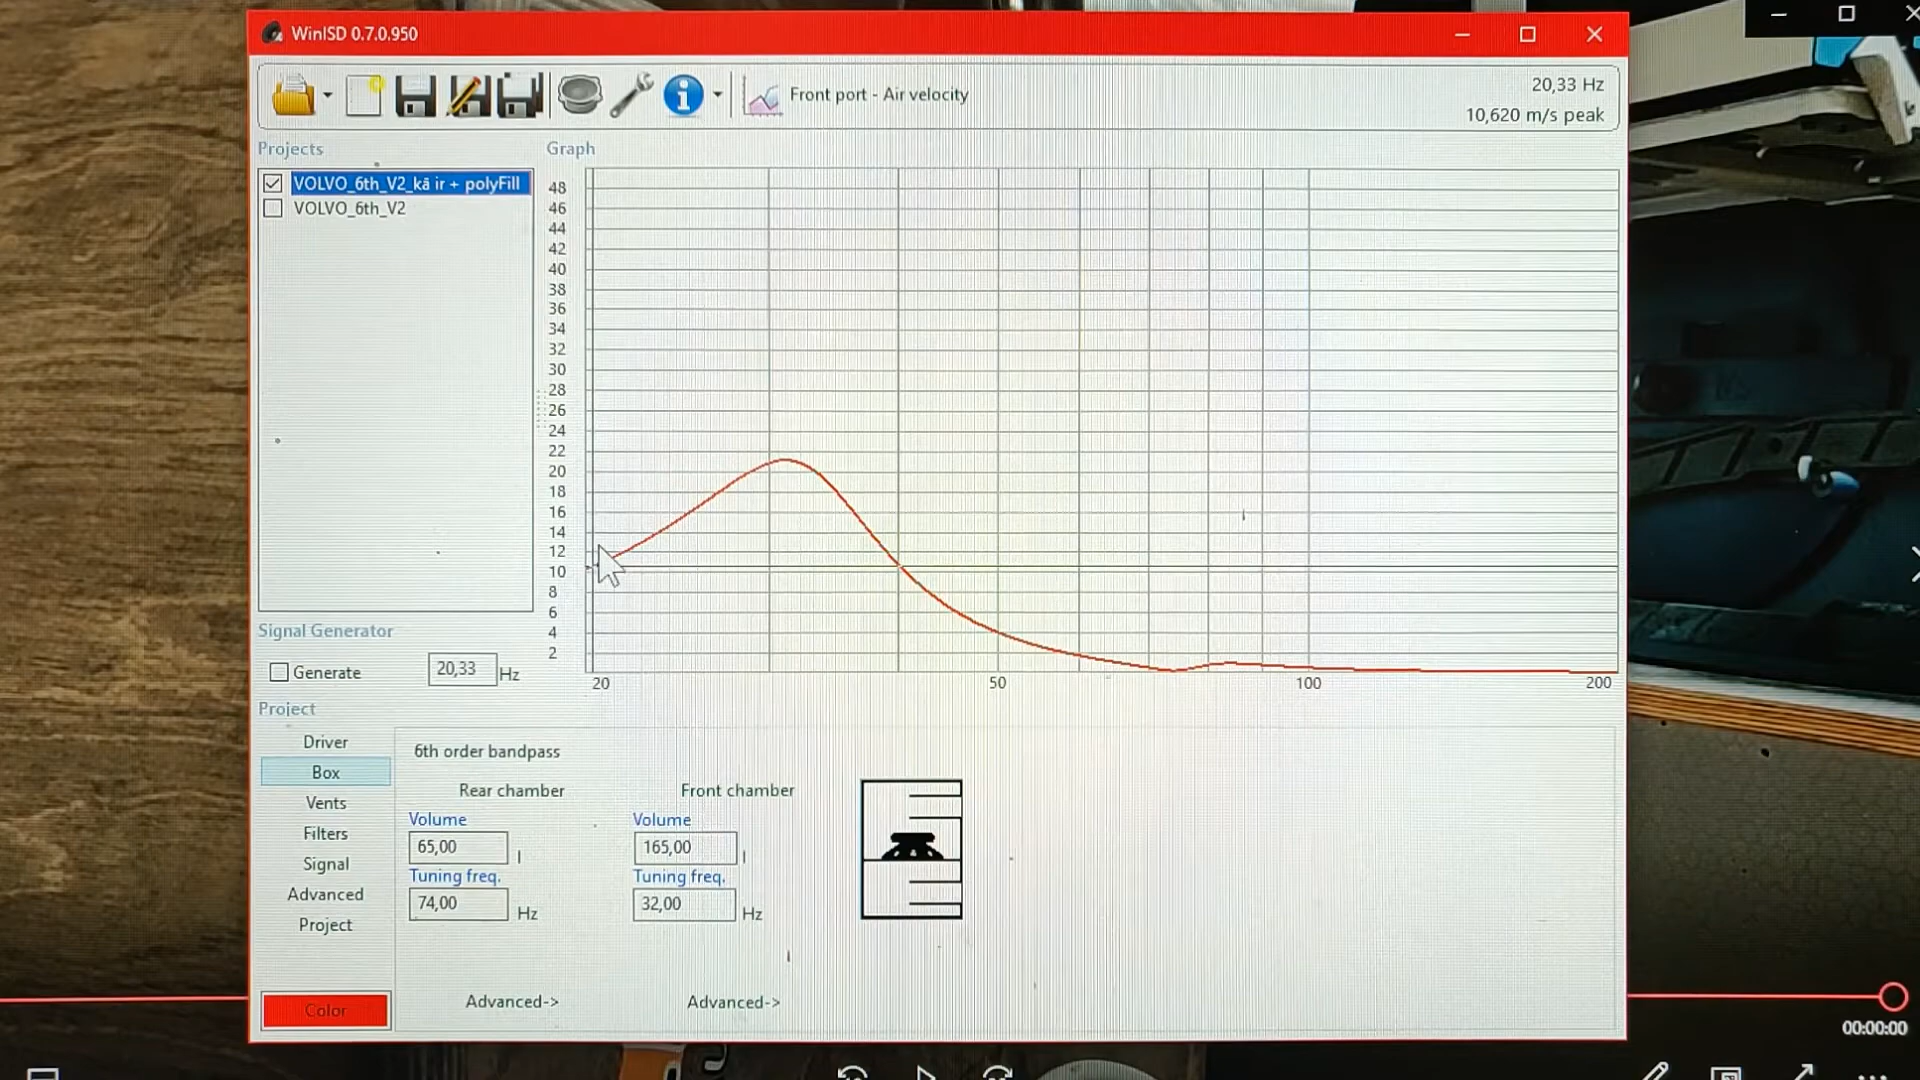 WinISD 0.7.0.950
Front port - Air velocity
20,33 Hz
10,620 m/s peak
Projects
Graph
VOLVO_6th_V2_kā ir + polyFill
VOLVO_6th_V2
48
46
44
42
40
38
36
34
32
30
28
26
24
22
20
18
16
14
12
10
8
6
4
2
20
50
100
200
Signal Generator
Generate
20,33
Hz
Project
Driver
Box
Vents
Filters
Signal
Advanced
Project
Color
6th order bandpass
Rear chamber
Front chamber
Volume
Volume
65,00
l
165,00
l
Tuning freq.
Tuning freq.
74,00
Hz
32,00
Hz
Advanced->
Advanced->
00:00:00